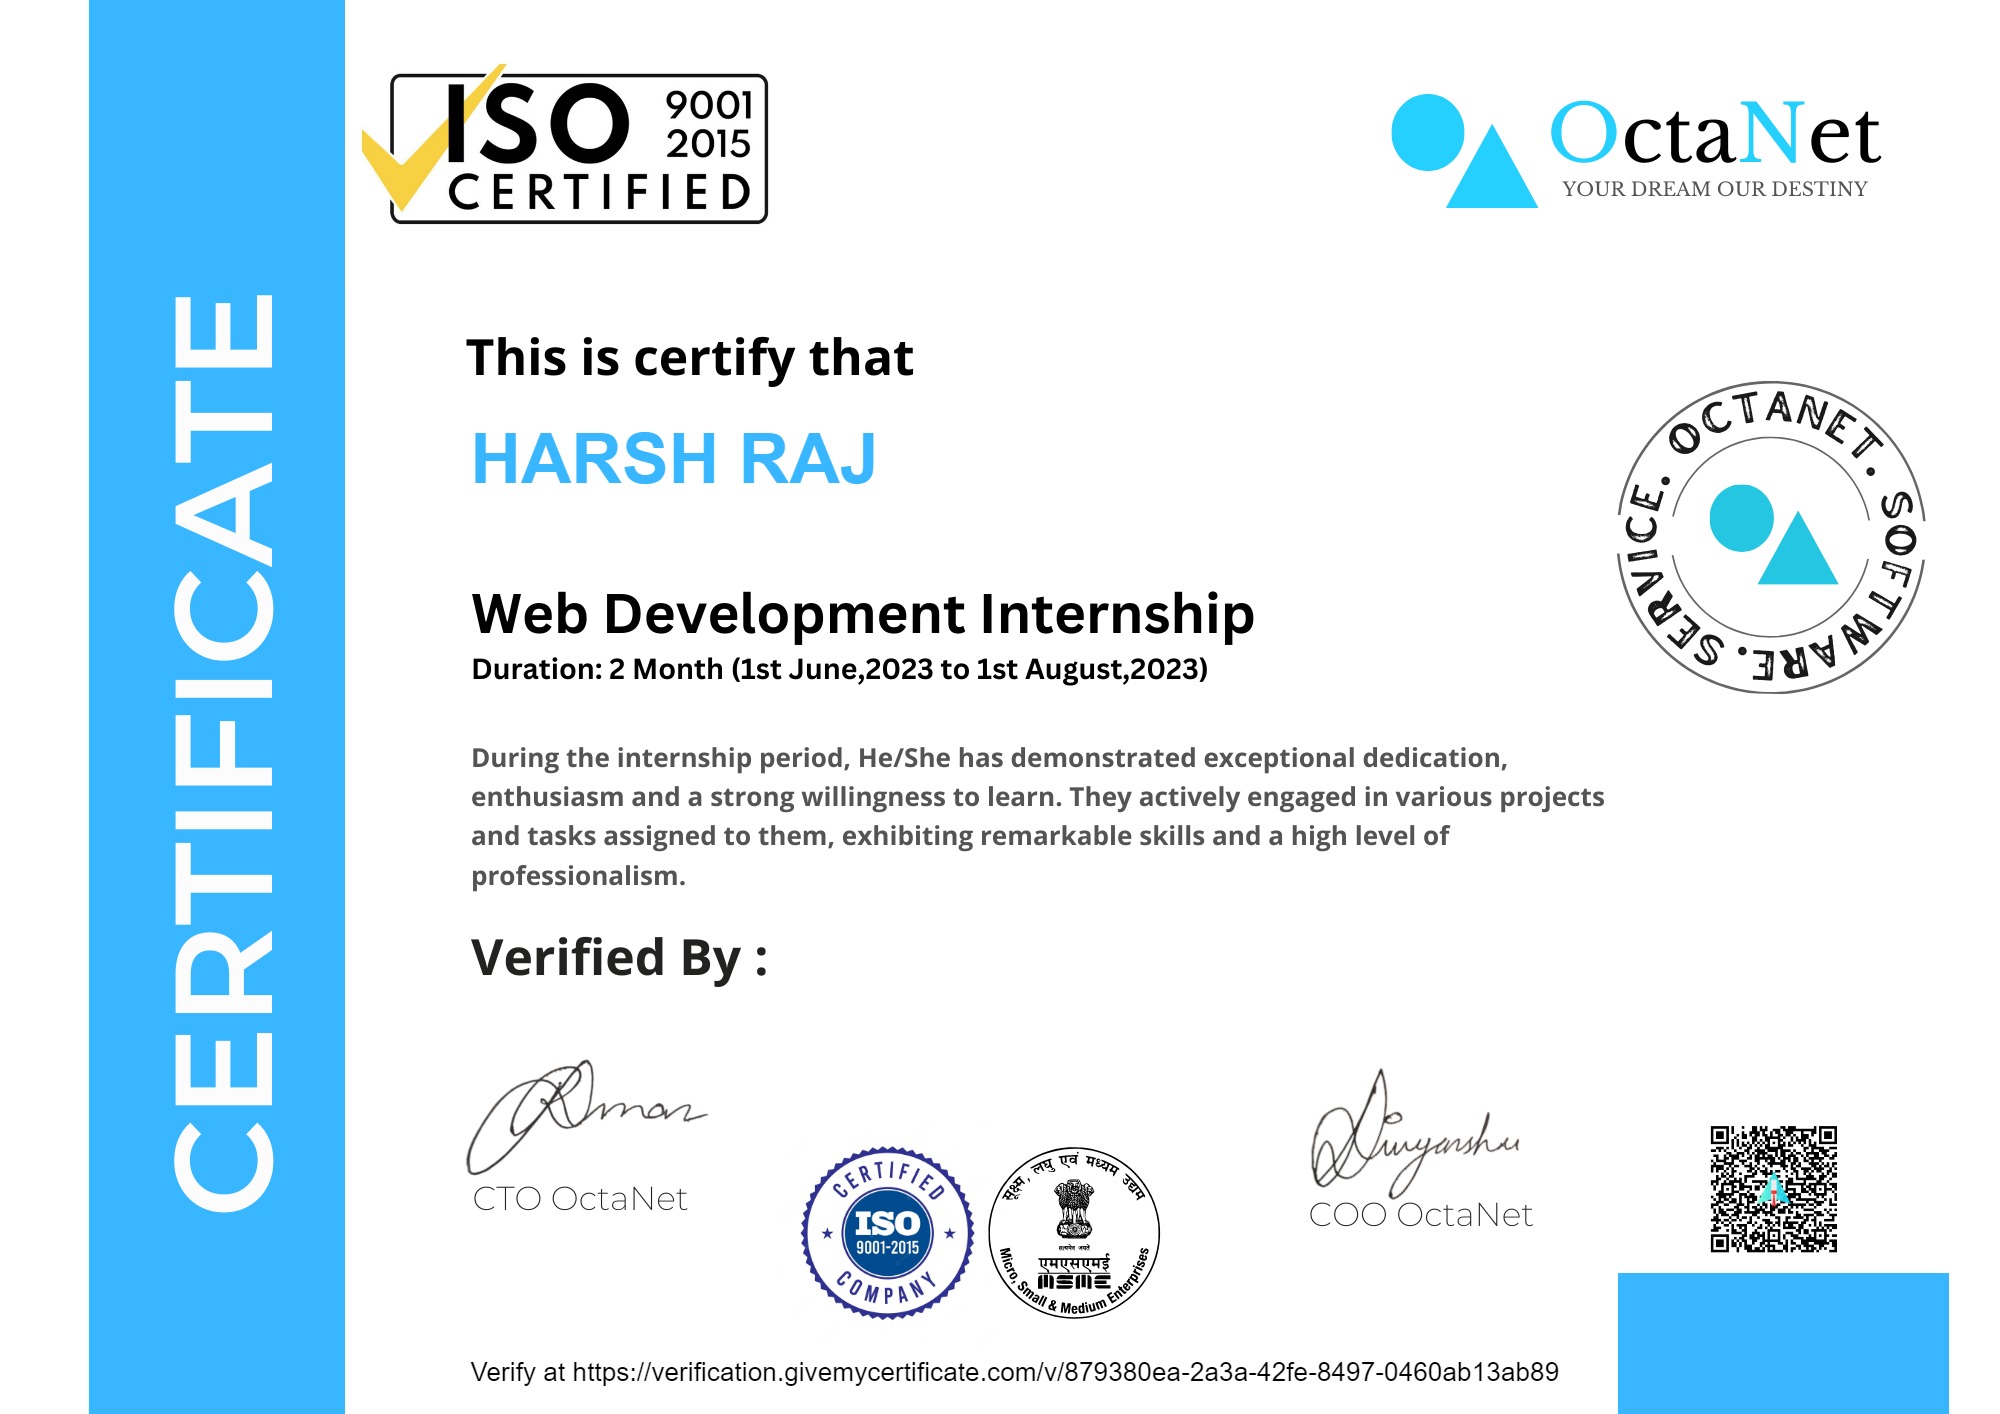 CERTIFICATE
ISO 9001 2015
CERTIFIED
OctaNet
YOUR DREAM OUR DESTINY
This is certify that
HARSH RAJ
OCTANET. SOFTWARE. SERVICE.
Web Development Internship
Duration: 2 Month (1st June,2023 to 1st August,2023)
During the internship period, He/She has demonstrated exceptional dedication,
enthusiasm and a strong willingness to learn. They actively engaged in various projects
and tasks assigned to them, exhibiting remarkable skills and a high level of
professionalism.
Verified By :
Aman
CTO OctaNet
Divyanshu
COO OctaNet
CERTIFIED
ISO
9001-2015
COMPANY
सूक्ष्म, लघु एवं मध्यम उद्यम
सत्यमेव जयते
एमएसएमई
MSME
Micro, Small & Medium Enterprises
Verify at https://verification.givemycertificate.com/v/879380ea-2a3a-42fe-8497-0460ab13ab89